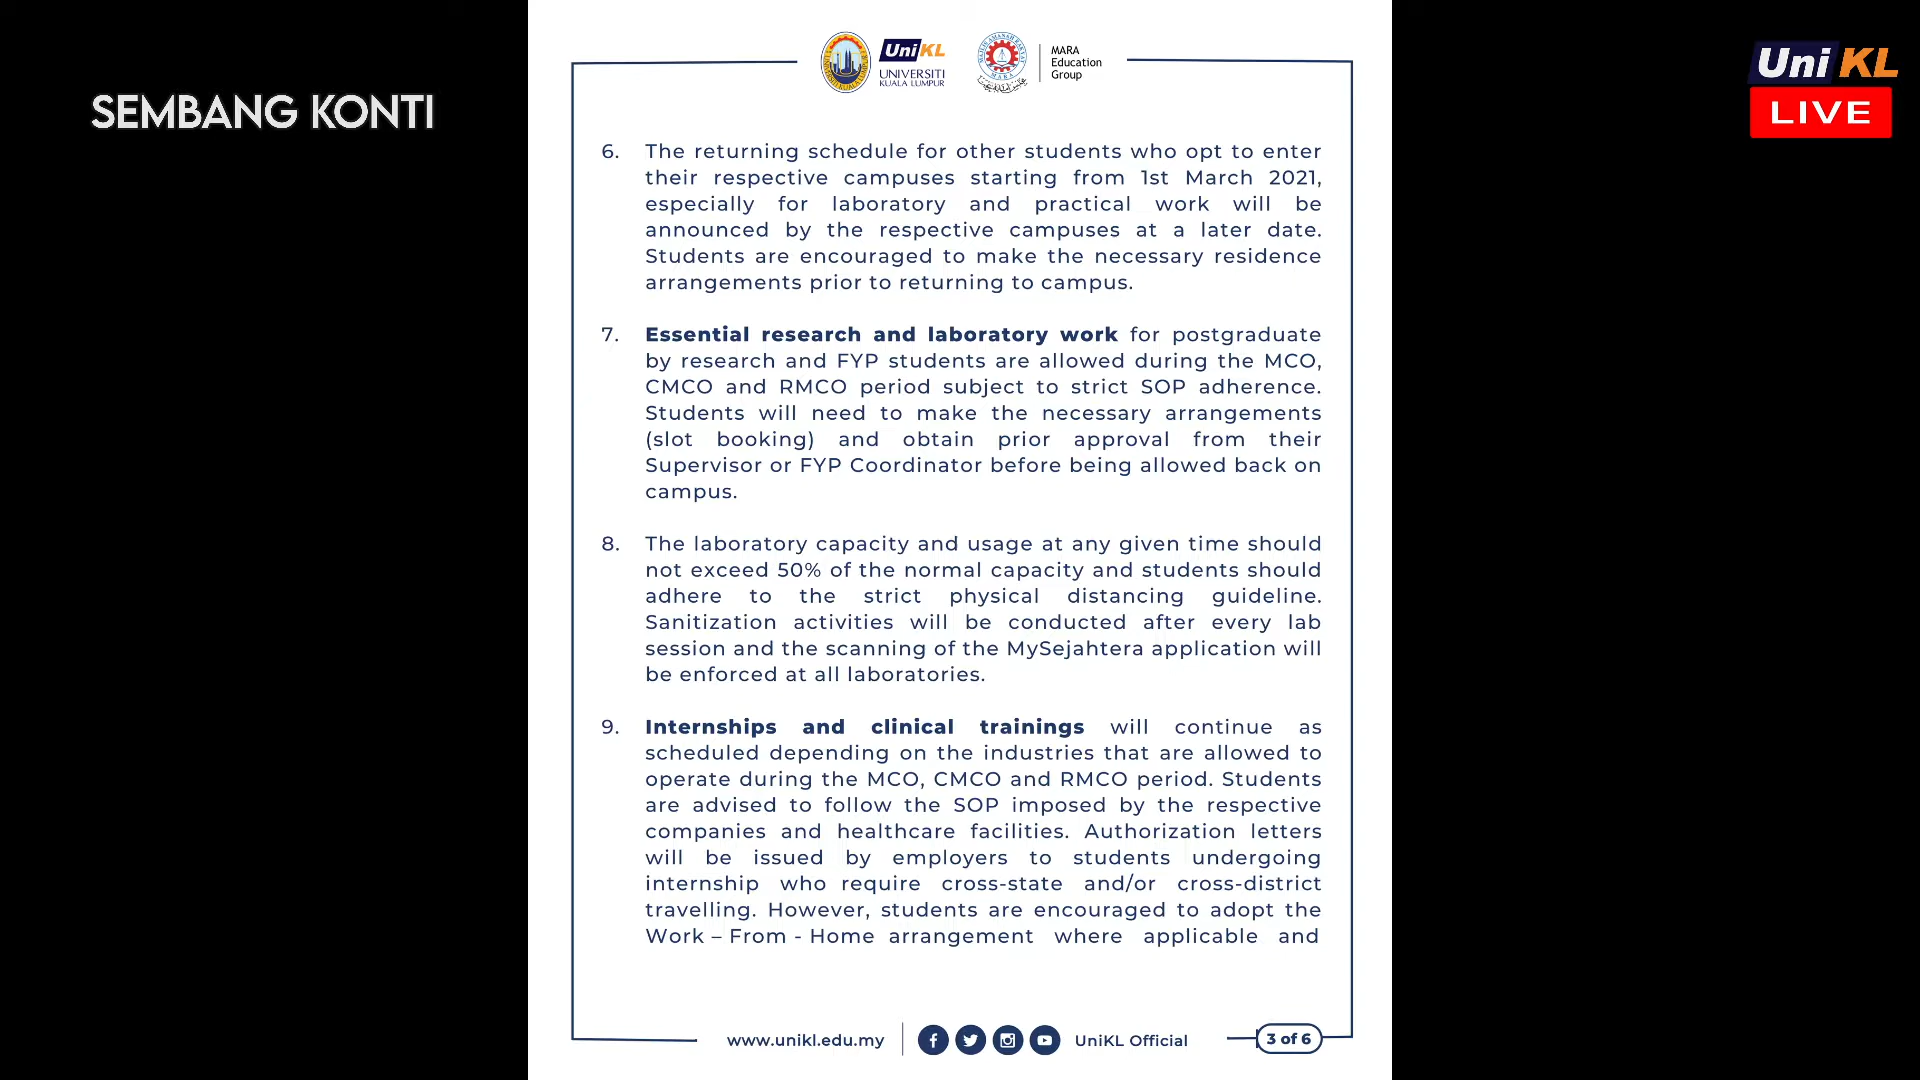 SEMBANG KONTI
UniKL
LIVE
UniKL
UNIVERSITI
KUALA LUMPUR
MARA
Education
Group
6. The returning schedule for other students who opt to enter
their respective campuses starting from 1st March 2021,
especially for laboratory and practical work will be
announced by the respective campuses at a later date.
Students are encouraged to make the necessary residence
arrangements prior to returning to campus.
7. Essential research and laboratory work for postgraduate
by research and FYP students are allowed during the MCO,
CMCO and RMCO period subject to strict SOP adherence.
Students will need to make the necessary arrangements
(slot booking) and obtain prior approval from their
Supervisor or FYP Coordinator before being allowed back on
campus.
8. The laboratory capacity and usage at any given time should
not exceed 50% of the normal capacity and students should
adhere to the strict physical distancing guideline.
Sanitization activities will be conducted after every lab
session and the scanning of the MySejahtera application will
be enforced at all laboratories.
9. Internships and clinical trainings will continue as
scheduled depending on the industries that are allowed to
operate during the MCO, CMCO and RMCO period. Students
are advised to follow the SOP imposed by the respective
companies and healthcare facilities. Authorization letters
will be issued by employers to students undergoing
internship who require cross-state and/or cross-district
travelling. However, students are encouraged to adopt the
Work – From - Home arrangement where applicable and
www.unikl.edu.my
UniKL Official
3 of 6